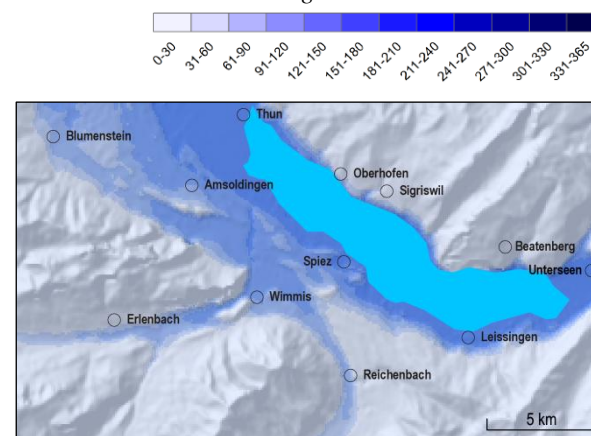 0-30 31-60 61-90 91-120 121-150 151-180 181-210 211-240 241-270 271-300 301-330 331-365
Thun
Blumenstein
Oberhofen
Amsoldingen
Sigriswil
Beatenberg
Spiez
Unterseen
Wimmis
Erlenbach
Leissingen
Reichenbach
5 km